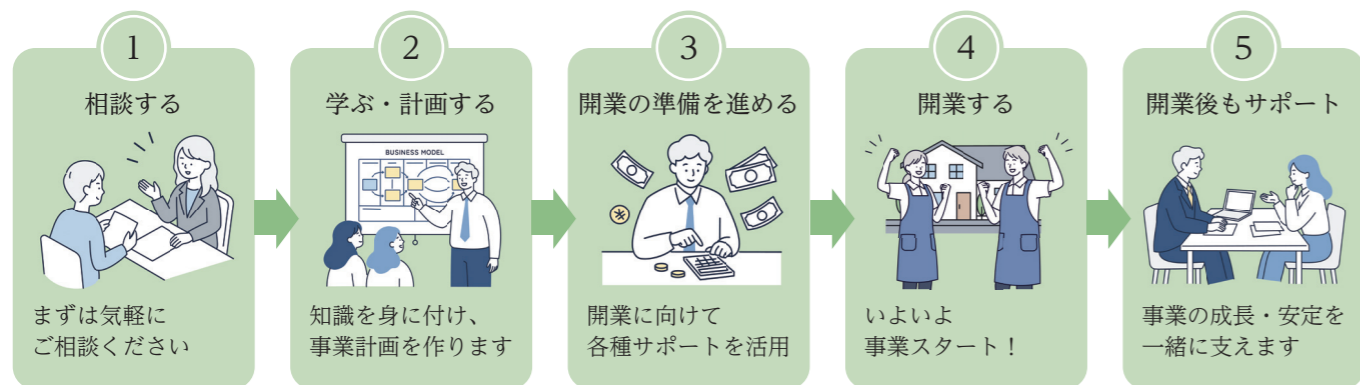 1
相談する
まずは気軽に
ご相談ください
2
学ぶ・計画する
BUSINESS MODEL
知識を身に付け、
事業計画を作ります
3
開業の準備を進める
開業に向けて
各種サポートを活用
4
開業する
いよいよ
事業スタート！
5
開業後もサポート
事業の成長・安定を
一緒に支えます